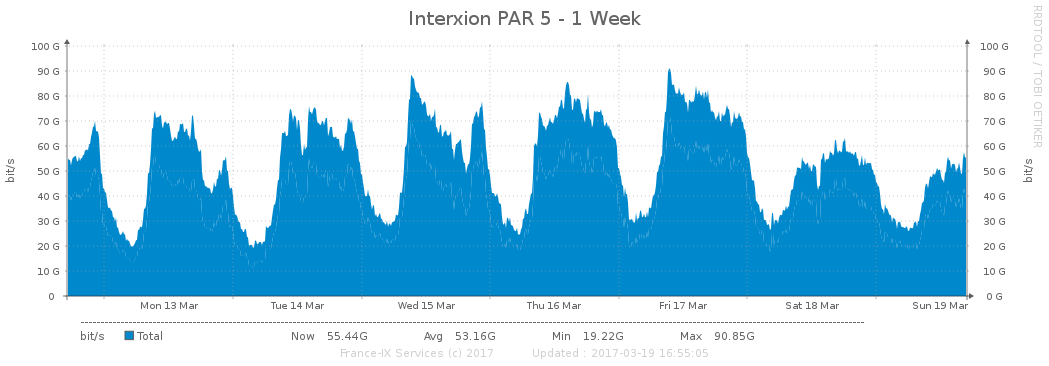 Interxion PAR 5 - 1 Week
RRDTOOL / TOBI OETIKER
bit/s
100 G
90 G
80 G
70 G
60 G
50 G
40 G
30 G
20 G
10 G
0
100 G
90 G
80 G
70 G
60 G
50 G
40 G
30 G
20 G
10 G
0 G
bit/s
Mon 13 Mar Tue 14 Mar Wed 15 Mar Thu 16 Mar Fri 17 Mar Sat 18 Mar Sun 19 Mar
bit/s Total Now 55.44G Avg 53.16G Min 19.22G Max 90.85G
France-IX Services (c) 2017 Updated : 2017-03-19 16:55:05